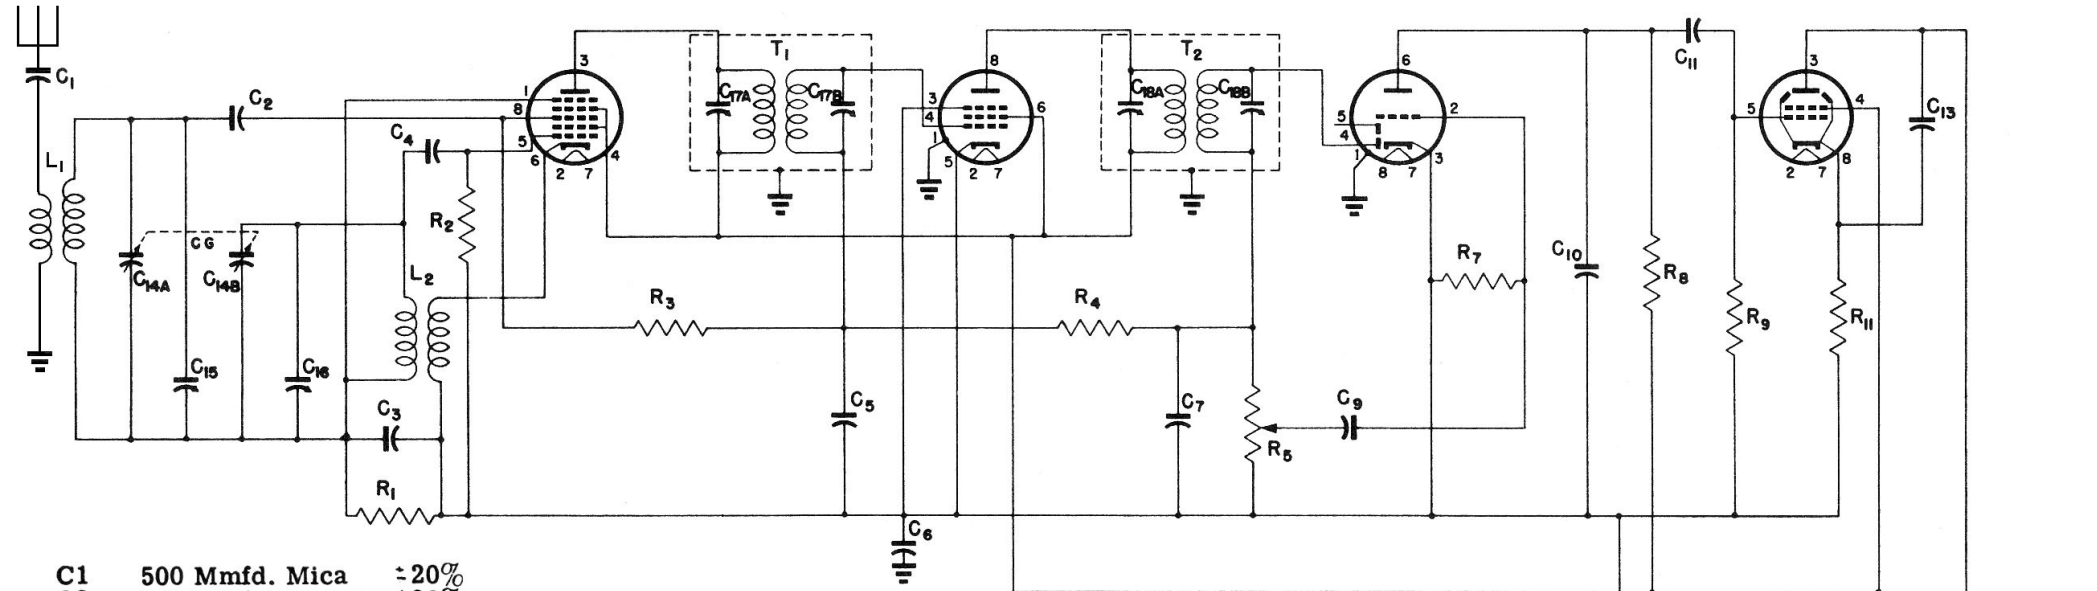 3 T₁ 8 T₂ 6 C₁₁ 3
C₁ C₂ 1 8 C₁₇A C₁₇B 3 4 6 C₁₈A C₁₈B 5 2 5 4 C₁₃
C₄ 5 6 4 1 4 1 3 8
L₁ 2 7 5 2 7 8 7 2 7
R₂ CG
C₁₄A C₁₄B L₂ R₇ C₁₀ R₈
R₃ R₄ R₉ R₁₁
C₁₅ C₁₆
C₃ C₅ C₇ C₉
R₅
R₁
C₆
C1 500 Mmfd. Mica ±20%